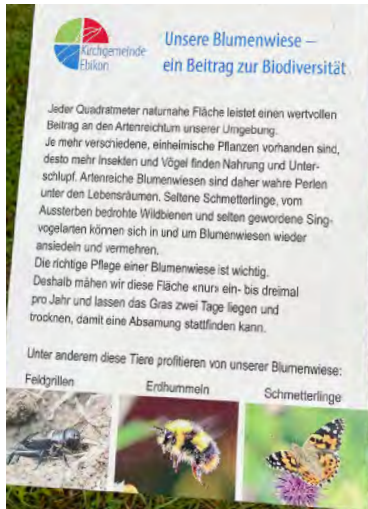 Kirchgemeinde
Ebikon
Unsere Blumenwiese –
ein Beitrag zur Biodiversität
Jeder Quadratmeter naturnahe Fläche leistet einen wertvollen
Beitrag an den Artenreichtum unserer Umgebung.
Je mehr verschiedene, einheimische Pflanzen vorhanden sind,
desto mehr Insekten und Vögel finden Nahrung und Unter-
schlupf. Artenreiche Blumenwiesen sind daher wahre Perlen
unter den Lebensräumen. Seltene Schmetterlinge, vom
Aussterben bedrohte Wildbienen und selten gewordene Sing-
vogelarten können sich in und um Blumenwiesen wieder
ansiedeln und vermehren.
Die richtige Pflege einer Blumenwiese ist wichtig.
Deshalb mähen wir diese Fläche «nur» ein- bis dreimal
pro Jahr und lassen das Gras zwei Tage liegen und
trocknen, damit eine Absamung stattfinden kann.
Unter anderem diese Tiere profitieren von unserer Blumenwiese:
Feldgrillen
Erdhummeln
Schmetterlinge